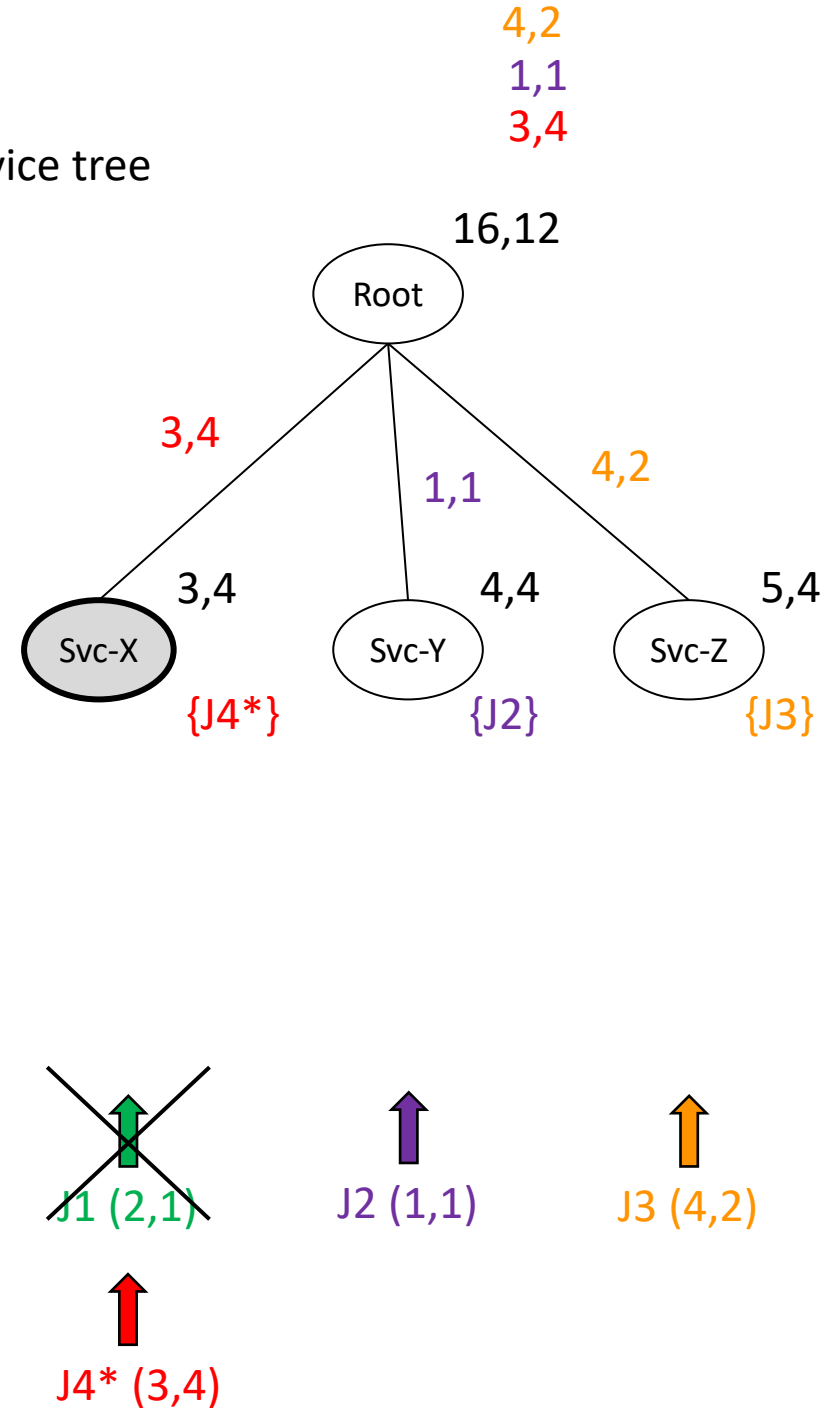 4,2
1,1
3,4
vice tree
16,12
Root
3,4
1,1
4,2
3,4
4,4
5,4
Svc-X
Svc-Y
Svc-Z
{J4*}
{J2}
{J3}
J1 (2,1)
J2 (1,1)
J3 (4,2)
J4* (3,4)